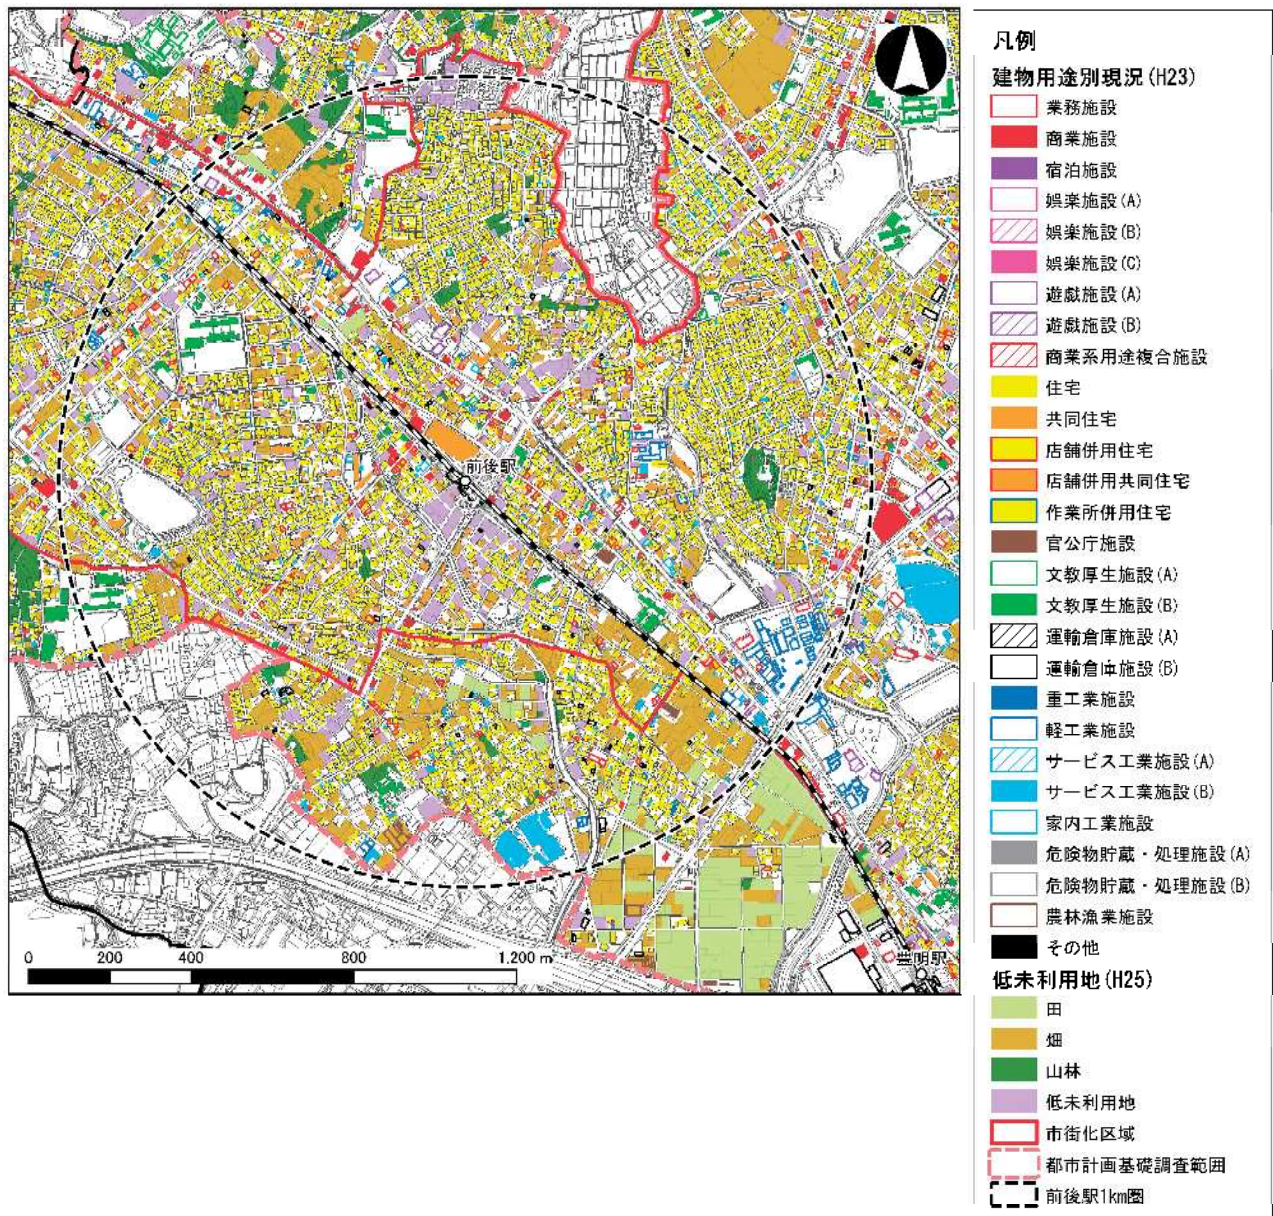 前後駅
豊明駅
0 200 400 800 1,200 m
凡例
建物用途別現況(H23)
業務施設
商業施設
宿泊施設
娯楽施設(A)
娯楽施設(B)
娯楽施設(C)
遊戯施設(A)
遊戯施設(B)
商業系用途複合施設
住宅
共同住宅
店舗併用住宅
店舗併用共同住宅
作業所併用住宅
官公庁施設
文教厚生施設(A)
文教厚生施設(B)
運輸倉庫施設(A)
運輸倉庫施設(B)
重工業施設
軽工業施設
サービス工業施設(A)
サービス工業施設(B)
家内工業施設
危険物貯蔵・処理施設(A)
危険物貯蔵・処理施設(B)
農林漁業施設
その他
低未利用地(H25)
田
畑
山林
低未利用地
市街化区域
都市計画基礎調査範囲
前後駅1km圏